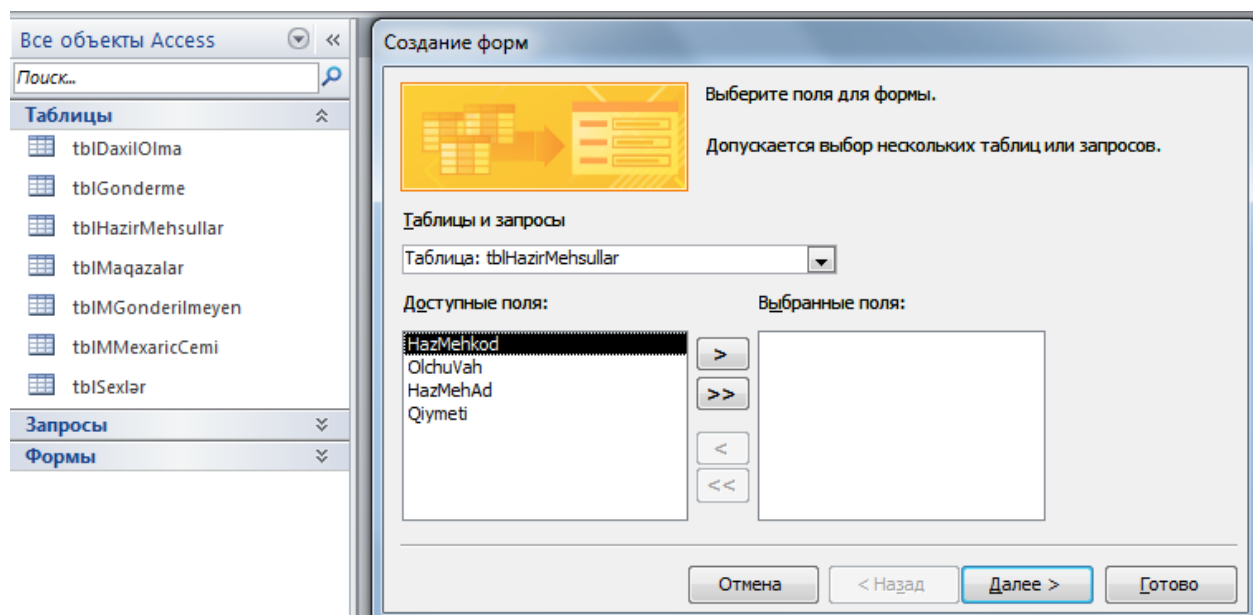 Все объекты Access
Поиск...
Таблицы
tblDaxilOlma
tblGonderme
tblHazirMehsullar
tblMaqazalar
tblMGonderilmeyen
tblMMexaricCemi
tblSexlər
Запросы
Формы
Создание форм
Выберите поля для формы.
Допускается выбор нескольких таблиц или запросов.
Таблицы и запросы
Таблица: tblHazirMehsullar
Доступные поля:
Выбранные поля:
HazMehkod
OlchuVah
HazMehAd
Qiymeti
>
>>
<
<<
Отмена
< Назад
Далее >
Готово